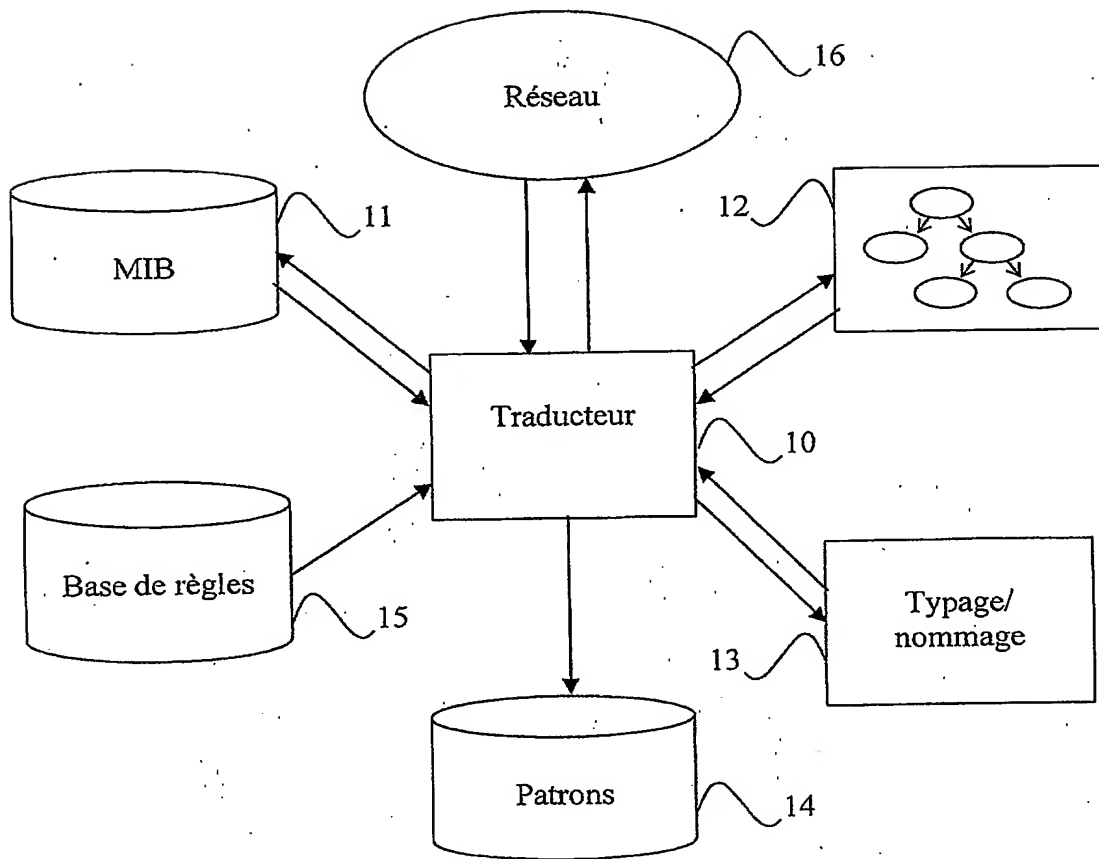 16
Réseau
11
12
MIB
Traducteur
10
Base de règles
15
Typage/
nommage
13
Patrons
14